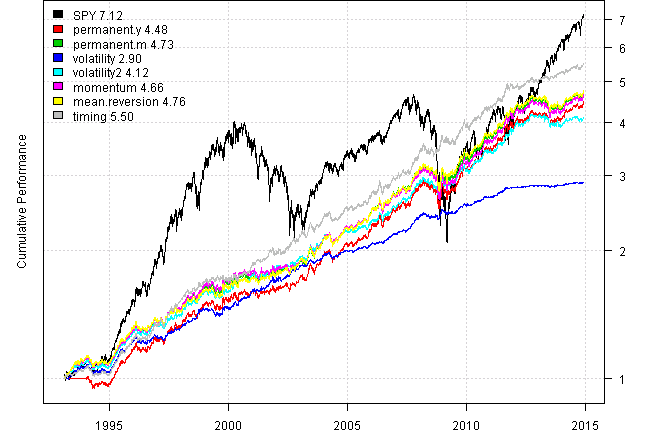 SPY 7.12
permanent.y 4.48
permanent.m 4.73
volatility 2.90
volatility2 4.12
momentum 4.66
mean.reversion 4.76
timing 5.50
Cumulative Performance
7
6
5
4
3
2
1
1995 2000 2005 2010 2015